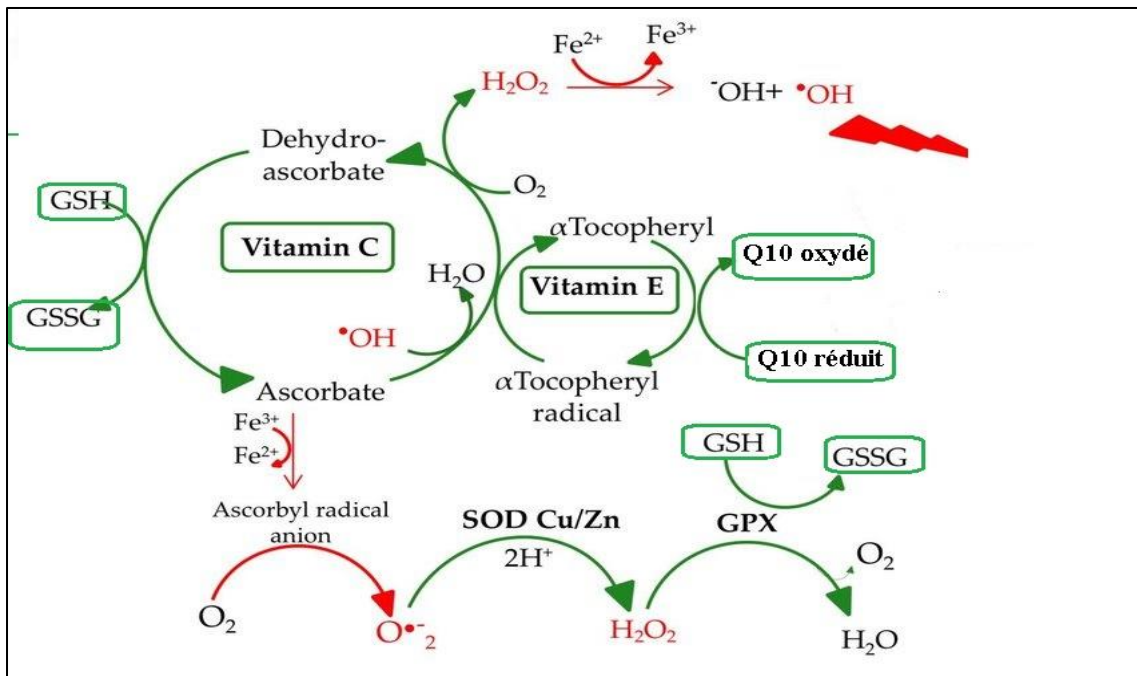 Fe²⁺
Fe³⁺
H₂O₂
⁻OH+ •OH
Dehydro-
ascorbate
O₂
GSH
αTocopheryl
Vitamin C
Q10 oxydé
H₂O
Vitamin E
GSSG
•OH
Q10 réduit
Ascorbate
αTocopheryl
radical
Fe³⁺
Fe²⁺
GSH
GSSG
Ascorbyl radical
anion
SOD Cu/Zn
GPX
2H⁺
O₂
O₂
O•⁻₂
H₂O₂
H₂O